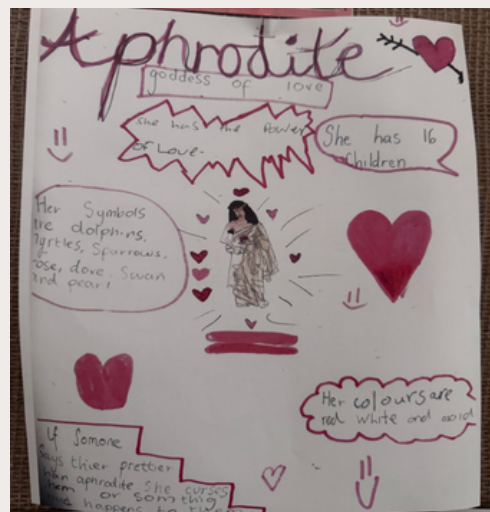 Aphrodite
goddess of love
She has the Power
of Love.
She has 16
Children
Her Symbols
are dolphins,
Myrtles, Sparrows,
rose, dove, Swan
and pearl
Her colours are
red white and
If Somone
Says thier prettier
than aphrodite She curses
them or somthing
happens to